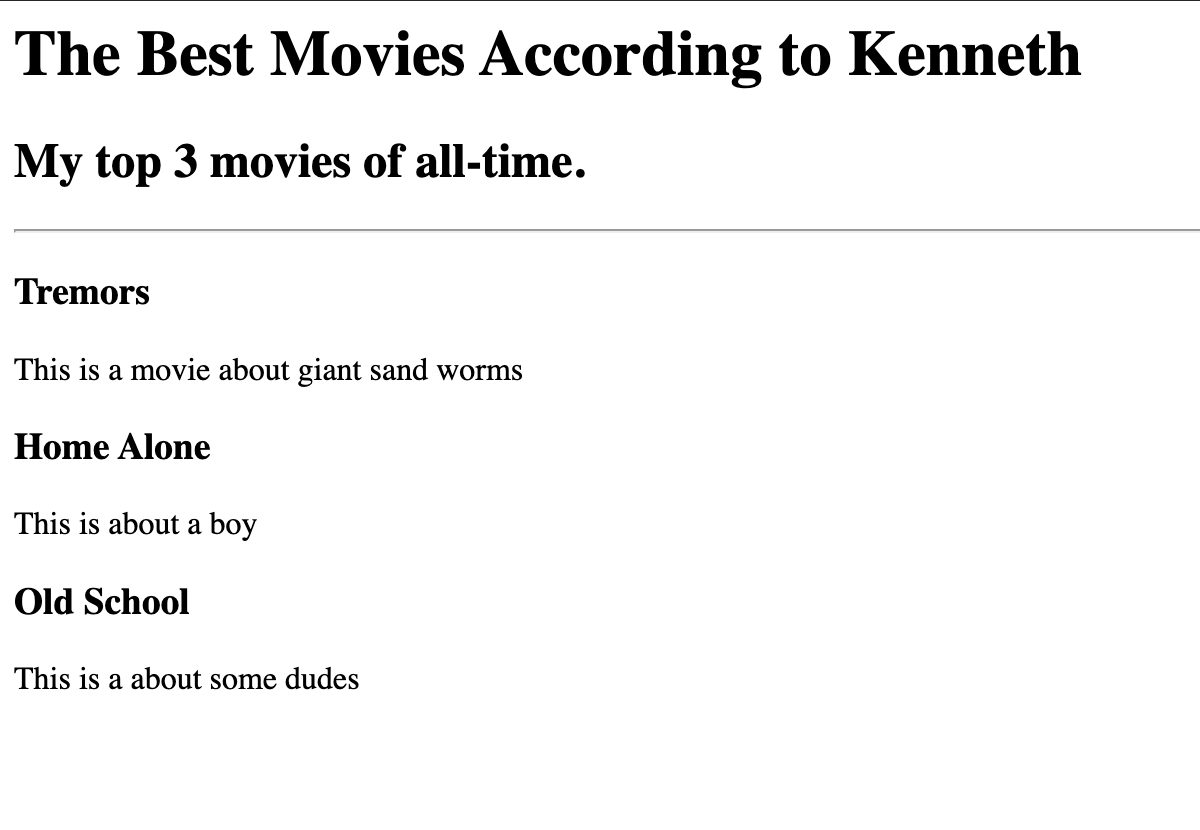 The Best Movies According to Kenneth
My top 3 movies of all-time.
Tremors
This is a movie about giant sand worms
Home Alone
This is about a boy
Old School
This is a about some dudes